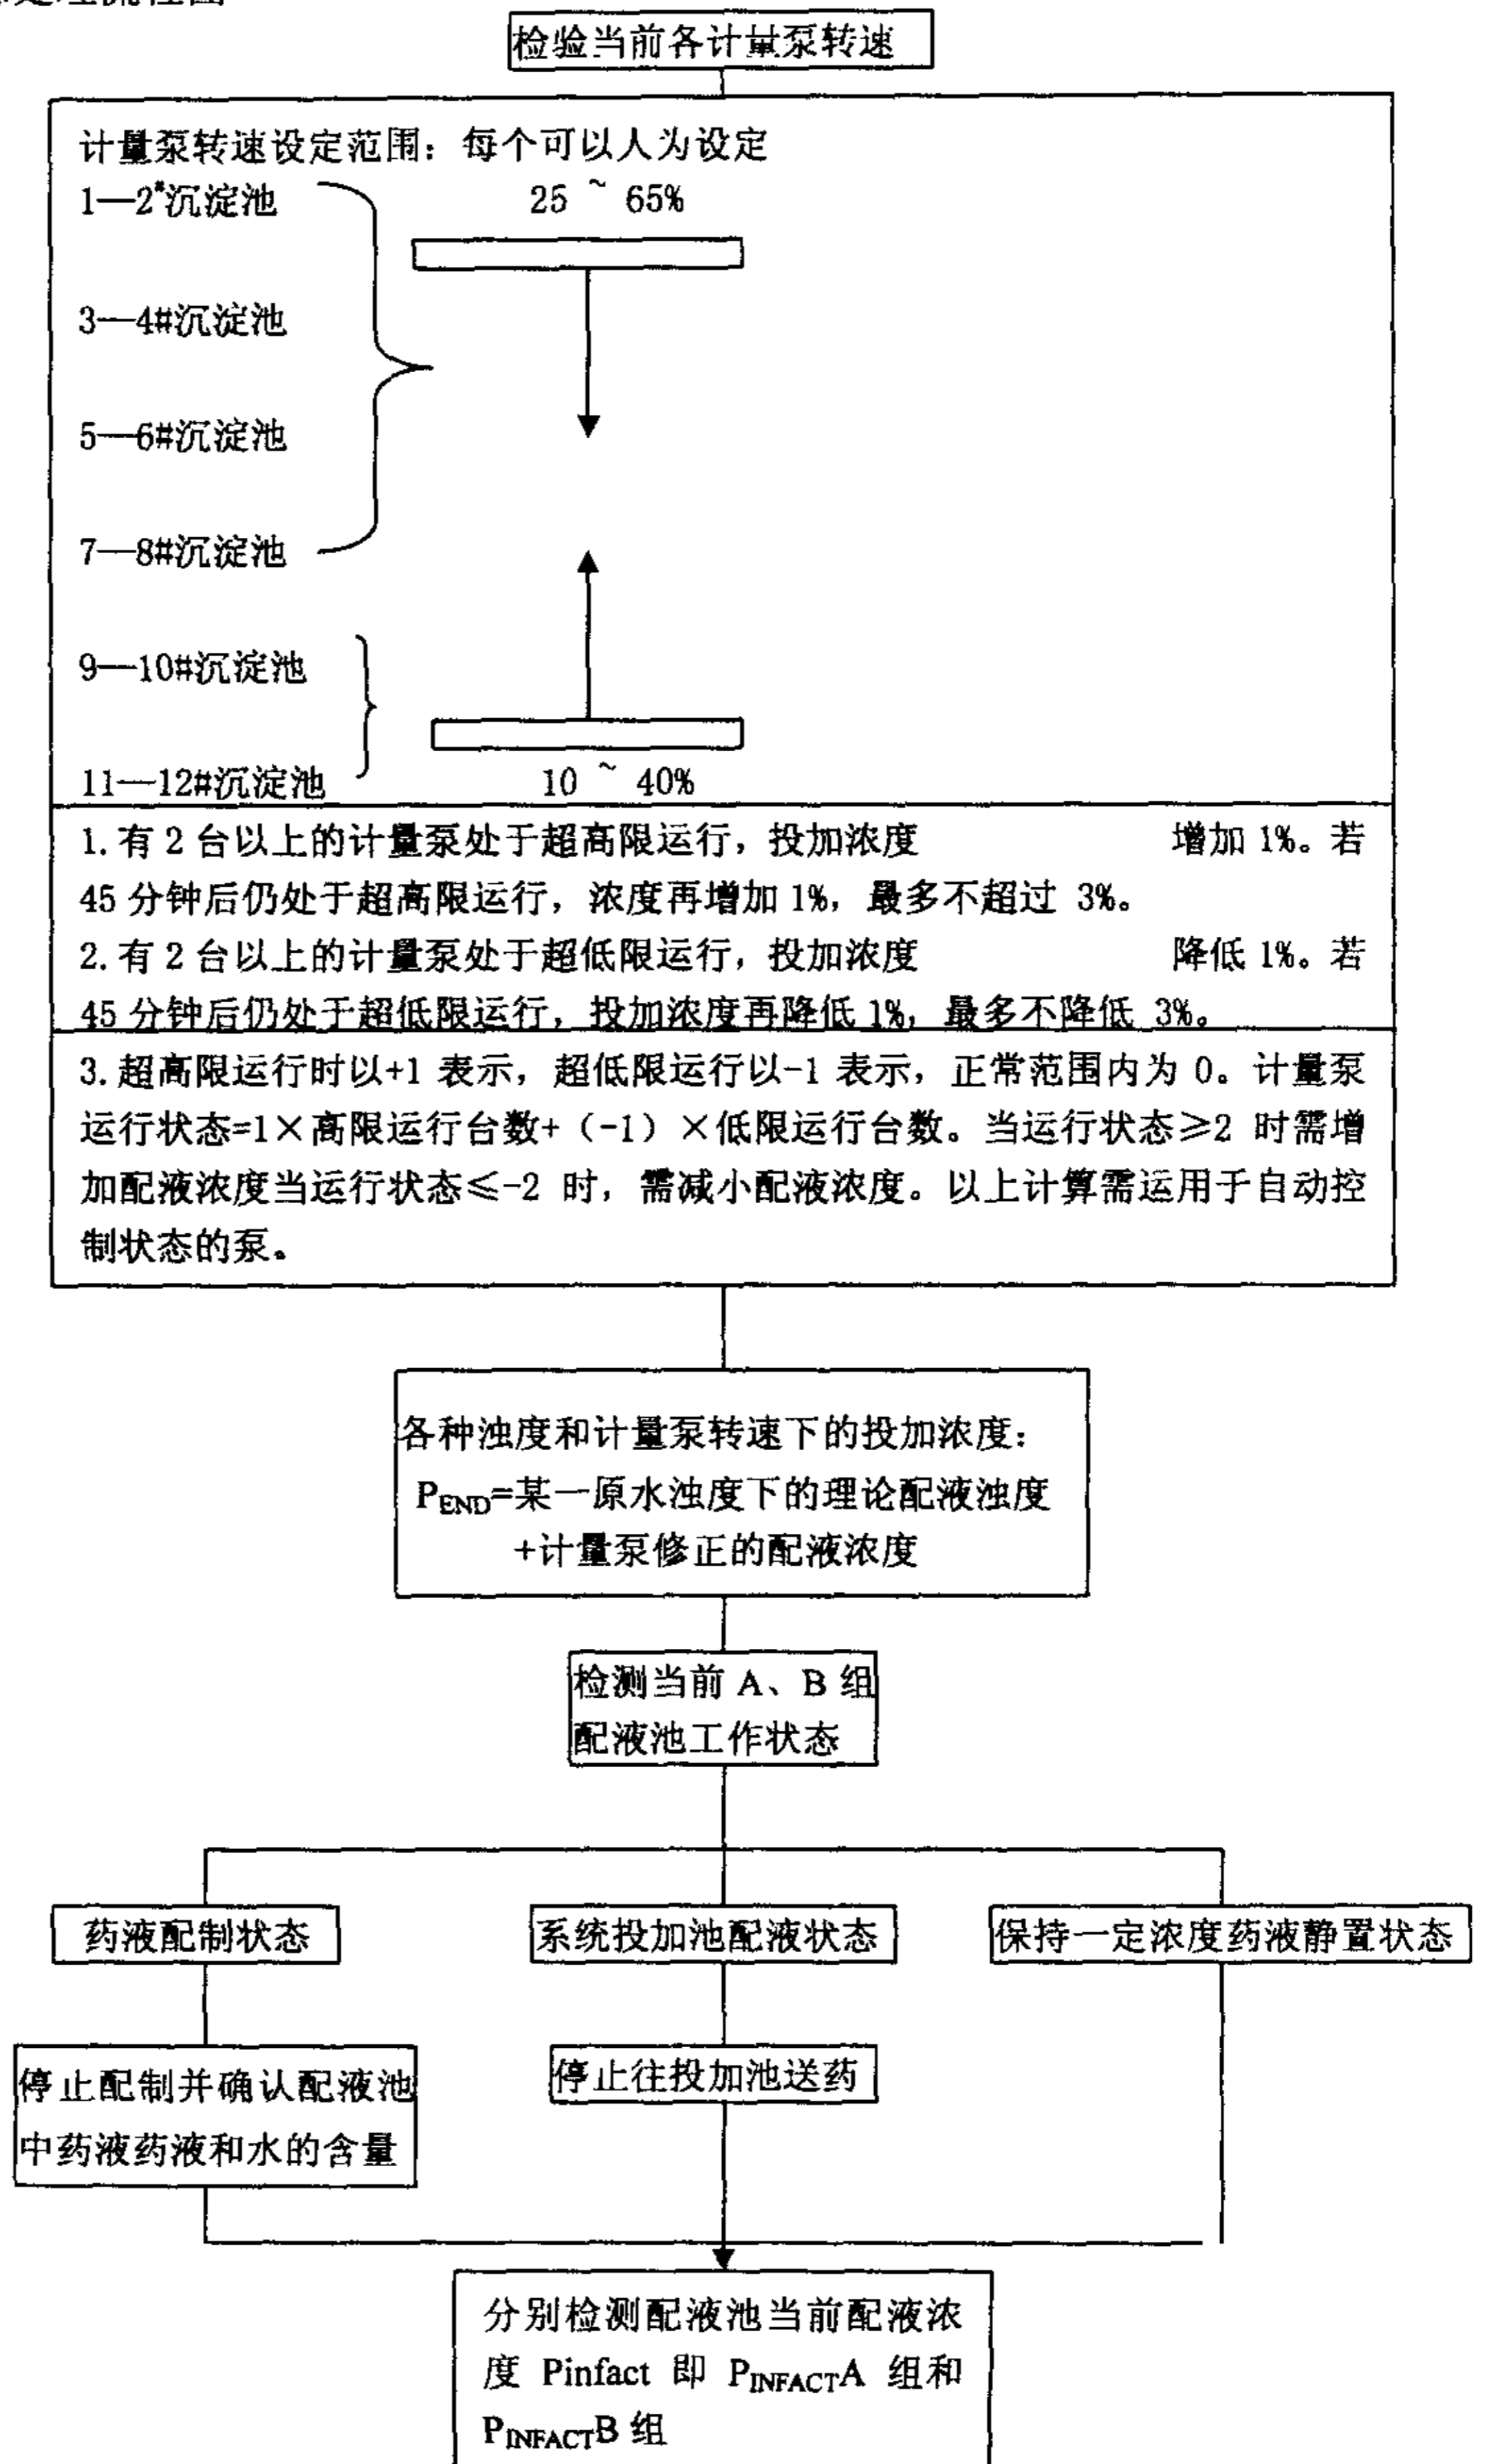 检验当前各计量泵转速
计量泵转速设定范围：每个可以人为设定
1—2#沉淀池 25 ~ 65%
3—4#沉淀池
5—6#沉淀池
7—8#沉淀池
9—10#沉淀池
11—12#沉淀池 10 ~ 40%
1.有2台以上的计量泵处于超高限运行，投加浓度 增加1%。若
45分钟后仍处于超高限运行，浓度再增加1%，最多不超过 3%。
2.有2台以上的计量泵处于超低限运行，投加浓度 降低1%。若
45分钟后仍处于超低限运行，投加浓度再降低1%，最多不降低 3%。
3.超高限运行时以+1 表示，超低限运行以-1 表示，正常范围内为 0。计量泵
运行状态=1×高限运行台数+（-1）×低限运行台数。当运行状态≥2 时需增
加配液浓度当运行状态≤-2 时，需减小配液浓度。以上计算需运用于自动控
制状态的泵。
各种浊度和计量泵转速下的投加浓度：
PEND=某一原水浊度下的理论配液浊度
+计量泵修正的配液浓度
检测当前 A、B 组
配液池工作状态
药液配制状态
系统投加池配液状态
保持一定浓度药液静置状态
停止配制并确认配液池
中药液药液和水的含量
停止往投加池送药
分别检测配液池当前配液浓
度 Pinfact 即 PINFACTA 组和
PINFACTB 组